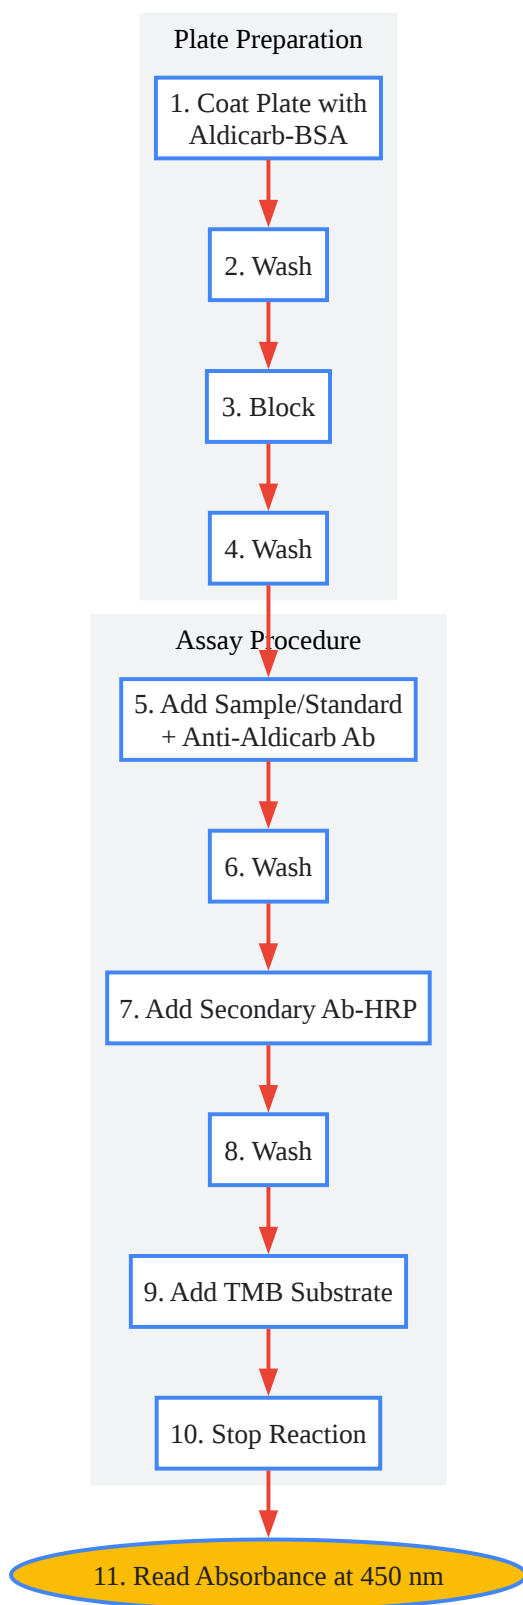 Plate Preparation
1. Coat Plate with
Aldicarb-BSA
2. Wash
3. Block
4. Wash
Assay Procedure
5. Add Sample/Standard
+ Anti-Aldicarb Ab
6. Wash
7. Add Secondary Ab-HRP
8. Wash
9. Add TMB Substrate
10. Stop Reaction
11. Read Absorbance at 450 nm